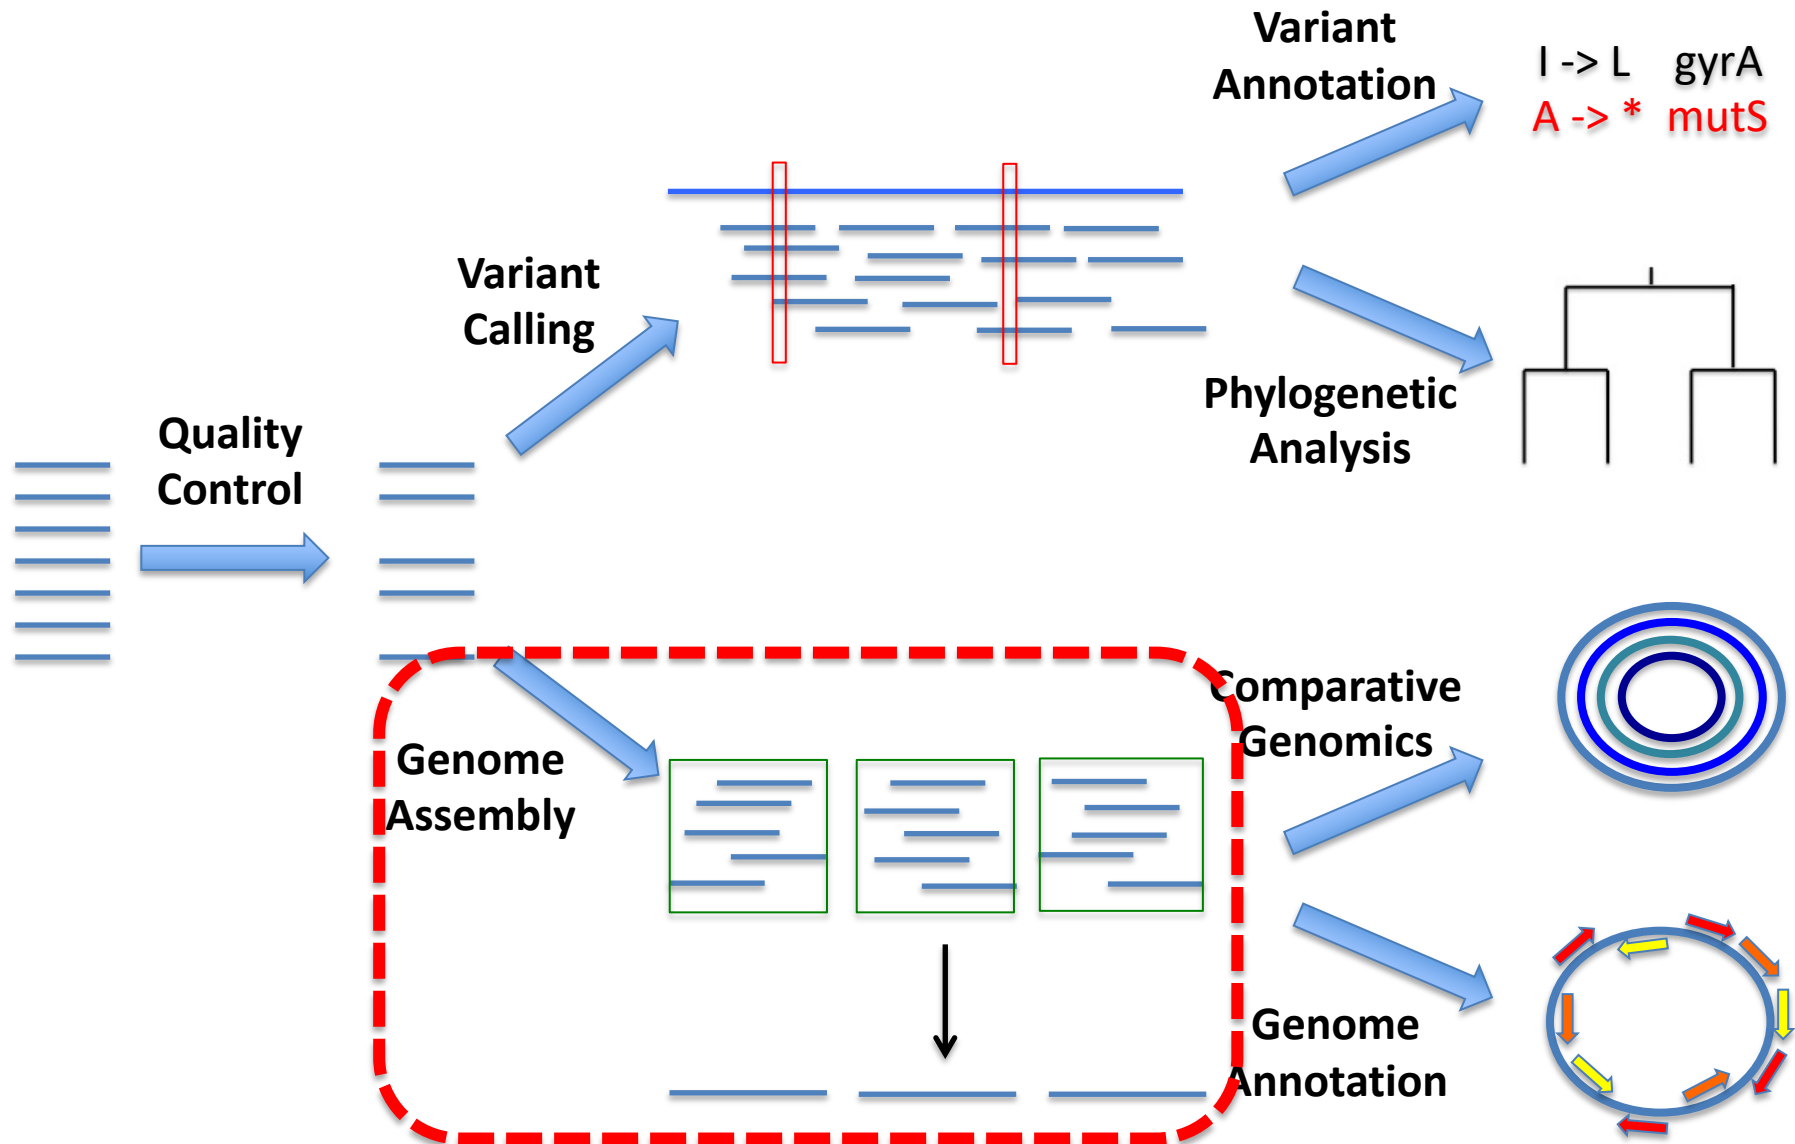 Variant
Annotation
I -> L gyrA
A -> * mutS
Variant
Calling
Phylogenetic
Analysis
Quality
Control
Comparative
Genomics
Genome
Assembly
Genome
Annotation